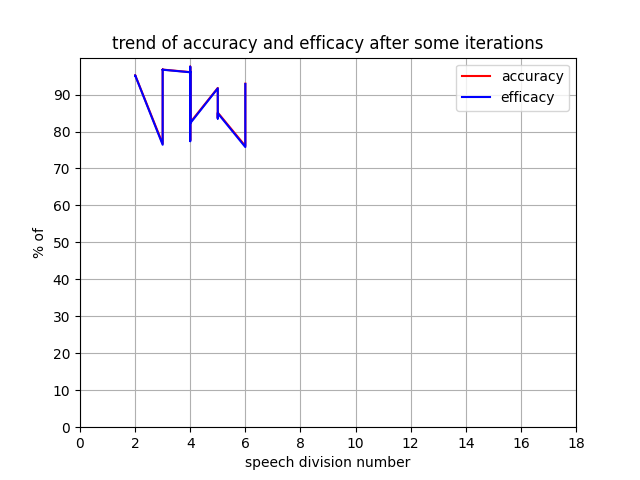 trend of accuracy and efficacy after some iterations
accuracy
efficacy
90
80
70
60
50
40
30
20
10
0
% of
0 2 4 6 8 10 12 14 16 18
speech division number